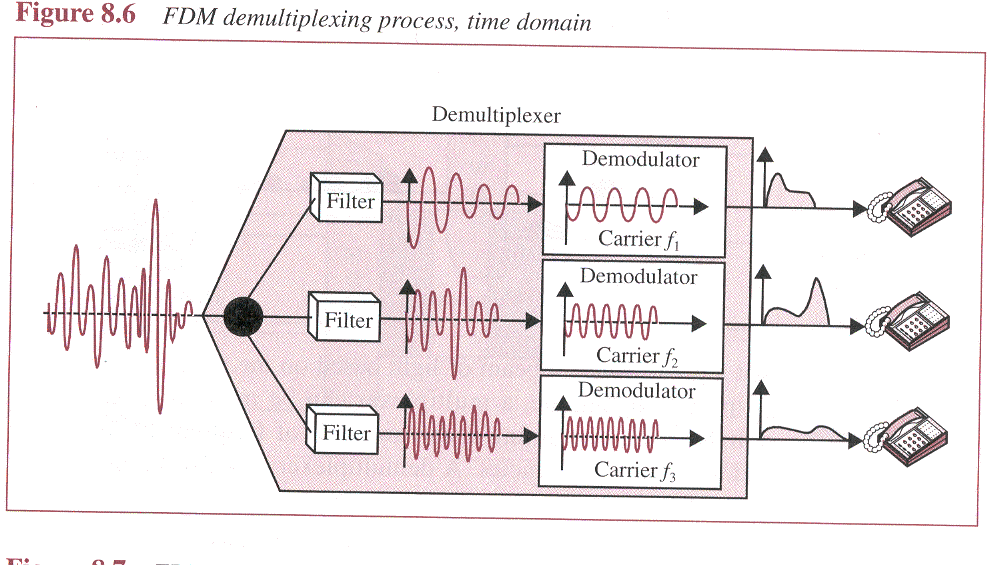 Figure 8.6 FDM demultiplexing process, time domain
Demultiplexer
Filter
Demodulator
Carrier f₁
Filter
Demodulator
Carrier f₂
Filter
Demodulator
Carrier f₃